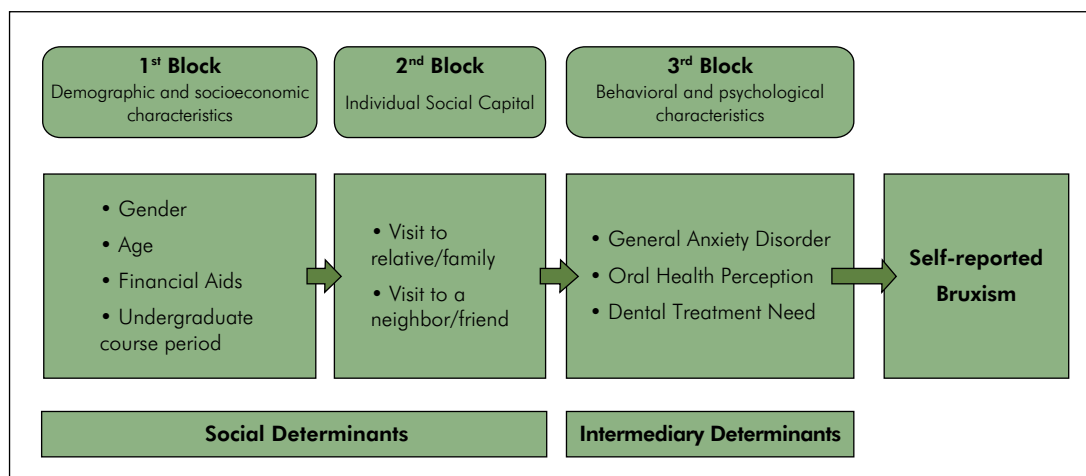 1st Block
Demographic and socioeconomic
characteristics
2nd Block
Individual Social Capital
3rd Block
Behavioral and psychological
characteristics
• Gender
• Age
• Financial Aids
• Undergraduate
course period
• Visit to
relative/family
• Visit to a
neighbor/friend
• General Anxiety Disorder
• Oral Health Perception
• Dental Treatment Need
Self-reported
Bruxism
Social Determinants
Intermediary Determinants